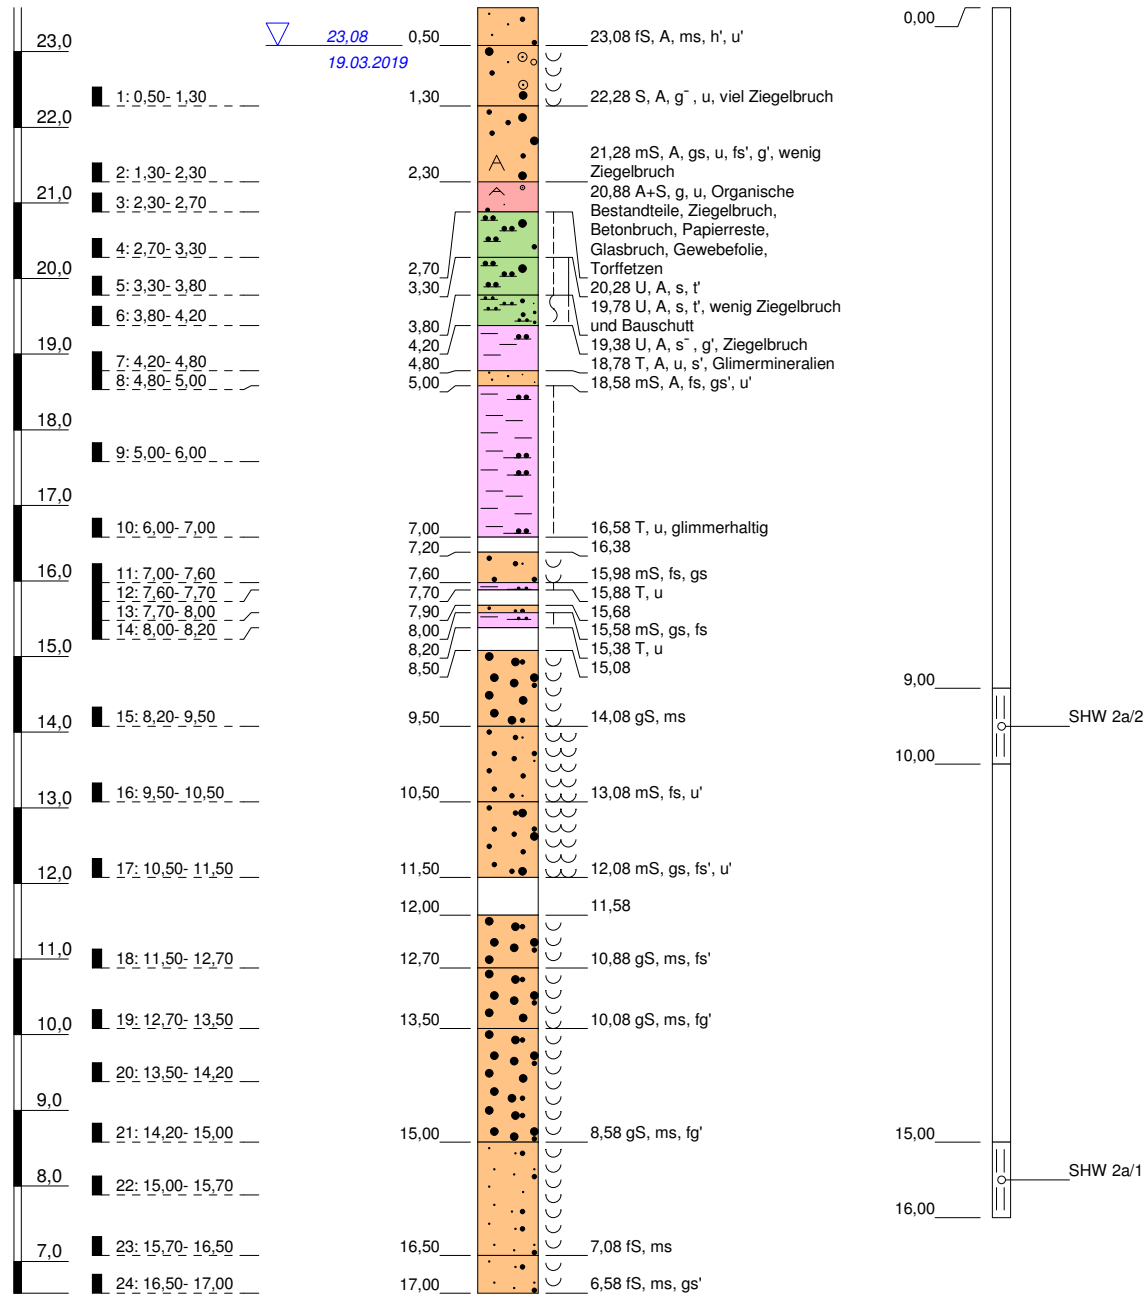 23,0
22,0
21,0
20,0
19,0
18,0
17,0
16,0
15,0
14,0
13,0
12,0
11,0
10,0
9,0
8,0
7,0
1: 0,50- 1,30
2: 1,30- 2,30
3: 2,30- 2,70
4: 2,70- 3,30
5: 3,30- 3,80
6: 3,80- 4,20
7: 4,20- 4,80
8: 4,80- 5,00
9: 5,00- 6,00
10: 6,00- 7,00
11: 7,00- 7,60
12: 7,60- 7,70
13: 7,70- 8,00
14: 8,00- 8,20
15: 8,20- 9,50
16: 9,50- 10,50
17: 10,50- 11,50
18: 11,50- 12,70
19: 12,70- 13,50
20: 13,50- 14,20
21: 14,20- 15,00
22: 15,00- 15,70
23: 15,70- 16,50
24: 16,50- 17,00
23,08
19.03.2019
0,50
1,30
2,30
2,70
3,30
3,80
4,20
4,80
5,00
7,00
7,20
7,60
7,70
7,90
8,00
8,20
8,50
9,50
10,50
11,50
12,00
12,70
13,50
15,00
16,50
17,00
23,08 fS, A, ms, h', u'
22,28 S, A, g¯, u, viel Ziegelbruch
21,28 mS, A, gs, u, fs', g', wenig
Ziegelbruch
20,88 A+S, g, u, Organische
Bestandteile, Ziegelbruch,
Betonbruch, Papierreste,
Glasbruch, Gewebefolie,
Torffetzen
20,28 U, A, s, t'
19,78 U, A, s, t', wenig Ziegelbruch
und Bauschutt
19,38 U, A, s¯, g', Ziegelbruch
18,78 T, A, u, s', Glimermineralien
18,58 mS, A, fs, gs', u'
16,58 T, u, glimmerhaltig
16,38
15,98 mS, fs, gs
15,88 T, u
15,68
15,58 mS, gs, fs
15,38 T, u
15,08
14,08 gS, ms
13,08 mS, fs, u'
12,08 mS, gs, fs', u'
11,58
10,88 gS, ms, fs'
10,08 gS, ms, fg'
8,58 gS, ms, fg'
7,08 fS, ms
6,58 fS, ms, gs'
0,00
9,00
SHW 2a/2
10,00
15,00
SHW 2a/1
16,00